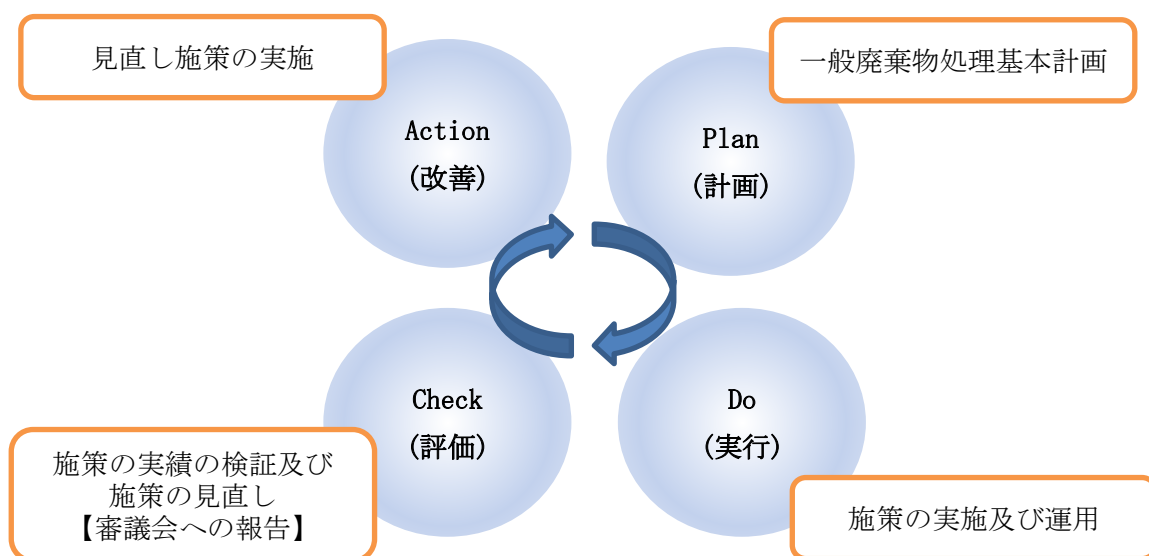 見直し施策の実施
一般廃棄物処理基本計画
Action
(改善)
Plan
(計画)
Check
(評価)
Do
(実行)
施策の実績の検証及び
施策の見直し
【審議会への報告】
施策の実施及び運用